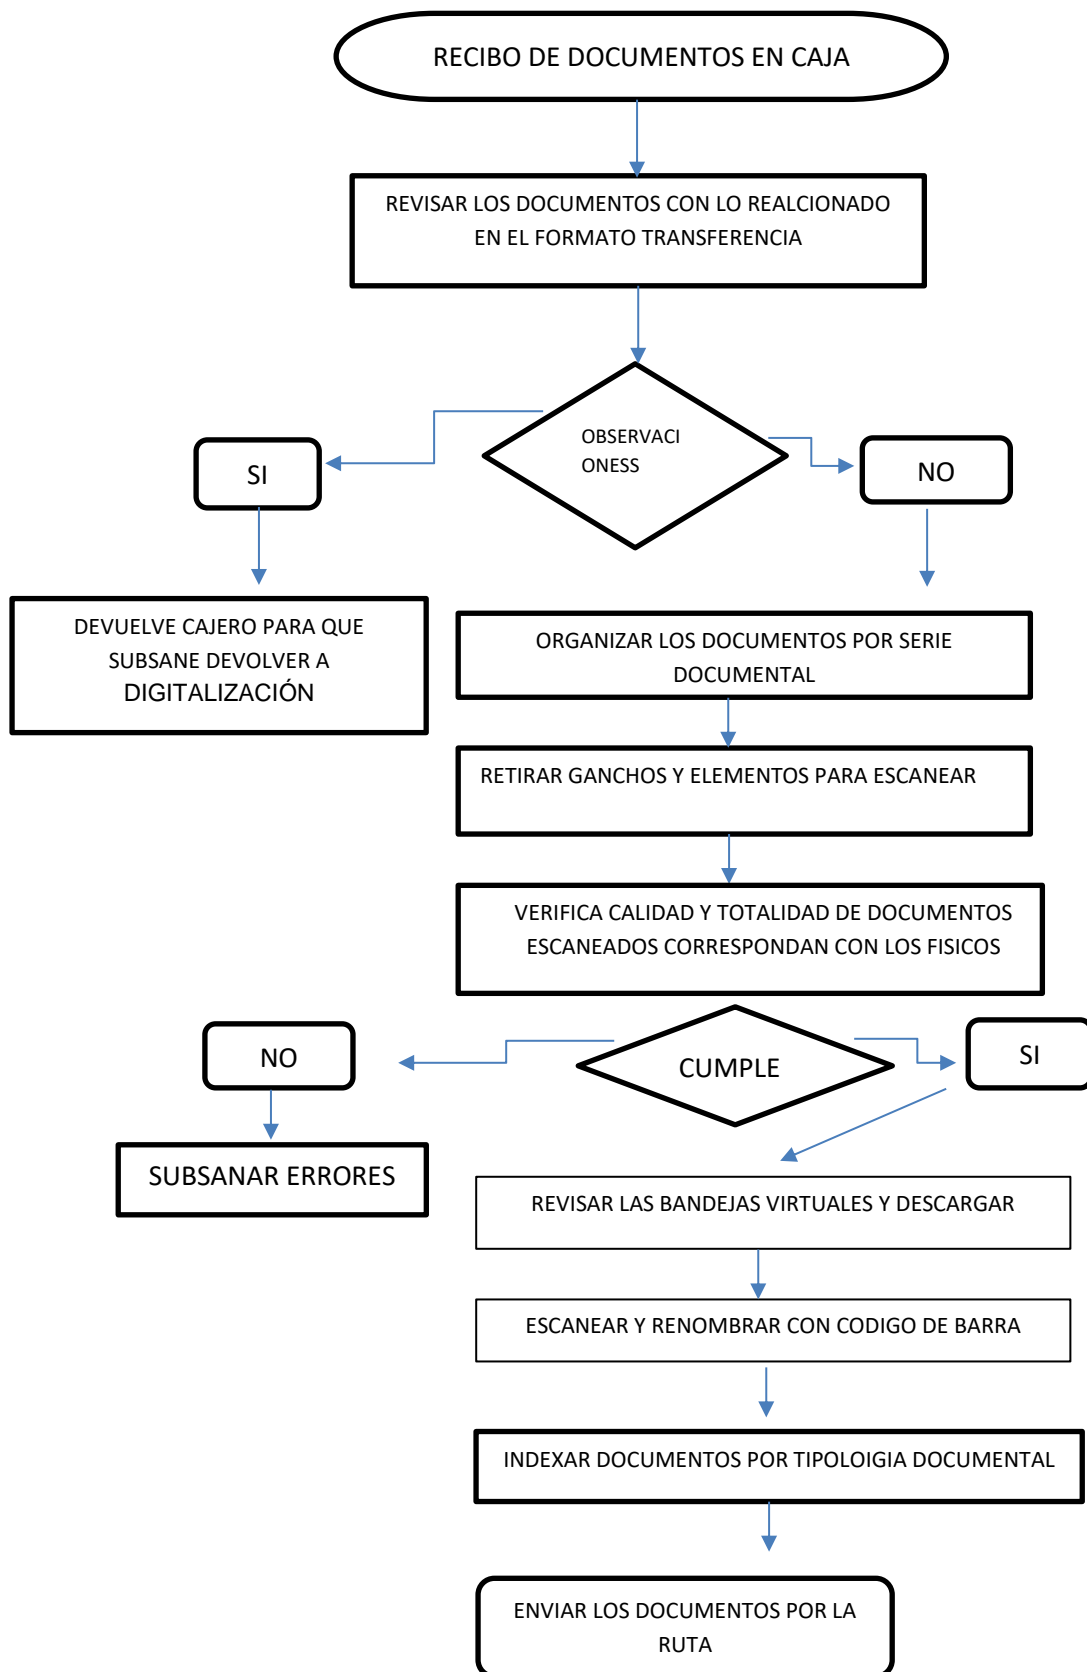 RECIBO DE DOCUMENTOS EN CAJA
REVISAR LOS DOCUMENTOS CON LO REALCIONADO
EN EL FORMATO TRANSFERENCIA
OBSERVACI
ONESS
SI
NO
DEVUELVE CAJERO PARA QUE
SUBSANE DEVOLVER A
DIGITALIZACIÓN
ORGANIZAR LOS DOCUMENTOS POR SERIE
DOCUMENTAL
RETIRAR GANCHOS Y ELEMENTOS PARA ESCANEAR
VERIFICA CALIDAD Y TOTALIDAD DE DOCUMENTOS
ESCANEADOS CORRESPONDAN CON LOS FISICOS
NO
CUMPLE
SI
SUBSANAR ERRORES
REVISAR LAS BANDEJAS VIRTUALES Y DESCARGAR
ESCANEAR Y RENOMBRAR CON CODIGO DE BARRA
INDEXAR DOCUMENTOS POR TIPOLOIGIA DOCUMENTAL
ENVIAR LOS DOCUMENTOS POR LA
RUTA